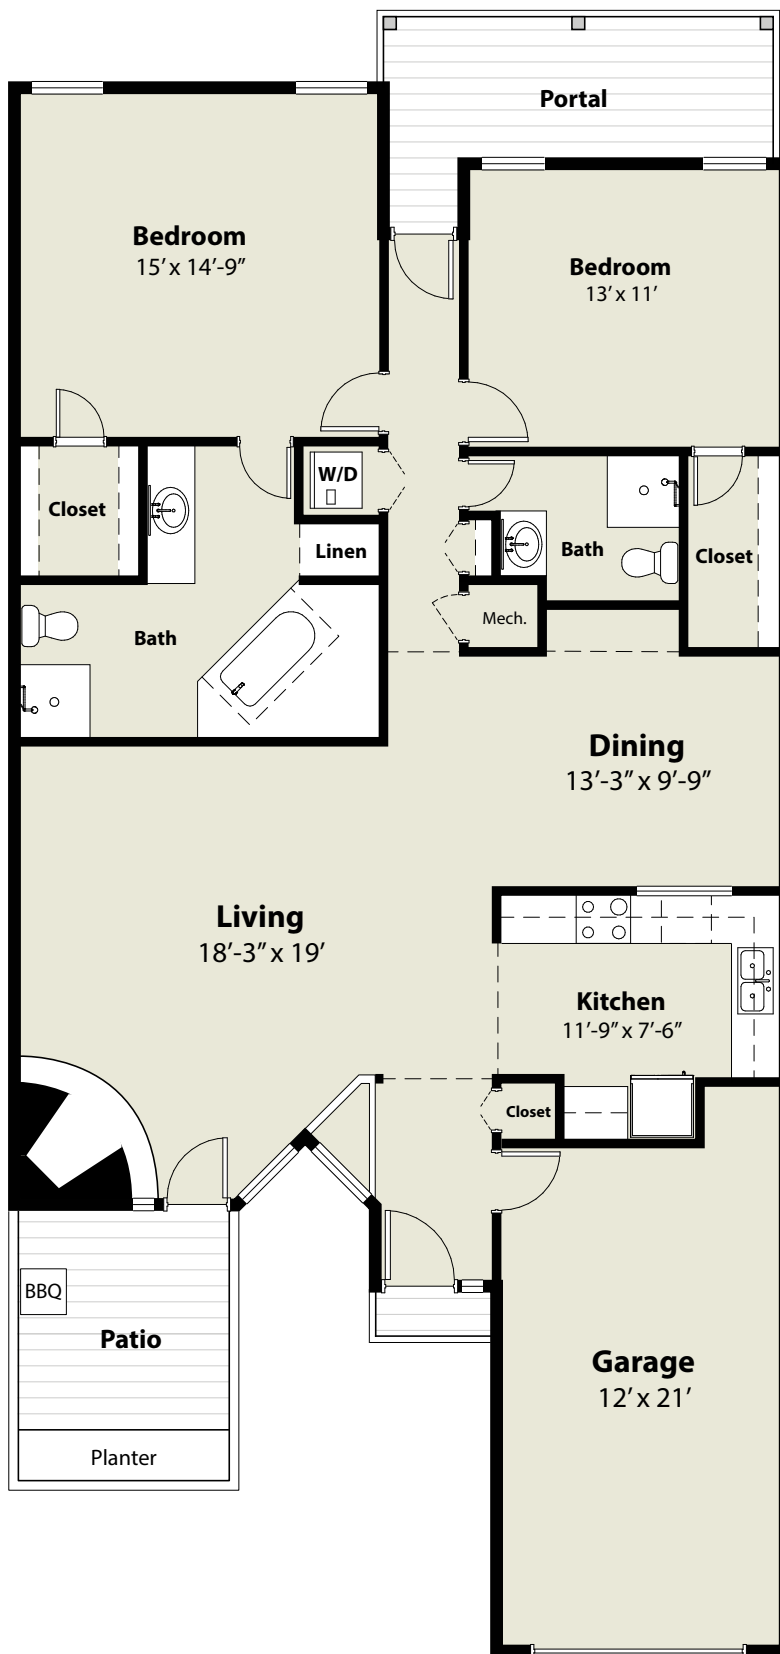 Portal
Bedroom
15’ x 14’-9”
Bedroom
13’ x 11’
W/D
Closet
Linen
Bath
Closet
Mech.
Bath
Dining
13’-3” x 9’-9”
Living
18’-3” x 19’
Kitchen
11’-9” x 7’-6”
Closet
BBQ
Patio
Garage
12’ x 21’
Planter